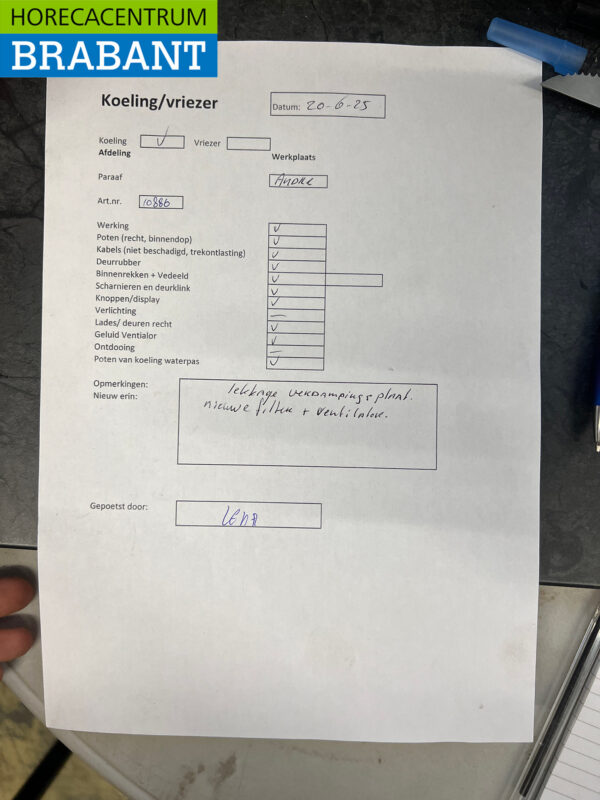 HORECACENTRUM
BRABANT
Koeling/vriezer
Datum: 20-6-25
Koeling ✓ Vriezer
Afdeling Werkplaats
Paraaf ANDRE
Art.nr. 10886
Werking ✓
Poten (recht, binnendop) ✓
Kabels (niet beschadigd, trekontlasting) ✓
Deurrubber ✓
Binnenrekken + Vedeeld ✓
Scharnieren en deurklink ✓
Knoppen/display ✓
Verlichting —
Lades/ deuren recht ✓
Geluid Ventialor ✓
Ontdooing —
Poten van koeling waterpas ✓
Opmerkingen: lekkage verdampingsplaat.
Nieuw erin: nieuwe filter + ventilator.
Gepoetst door: Lena